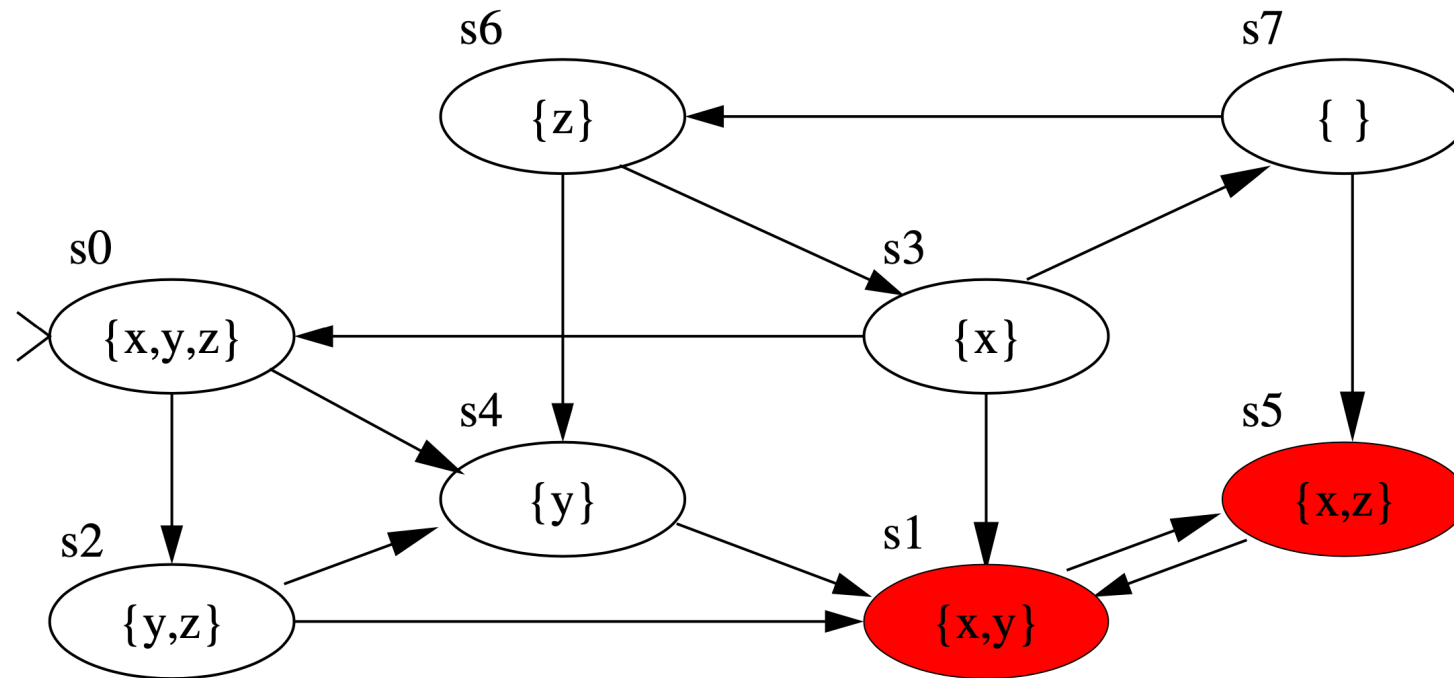 s6
s7
{z}
{ }
s0
s3
{x,y,z}
{x}
s4
s5
{y}
{x,z}
s2
s1
{y,z}
{x,y}